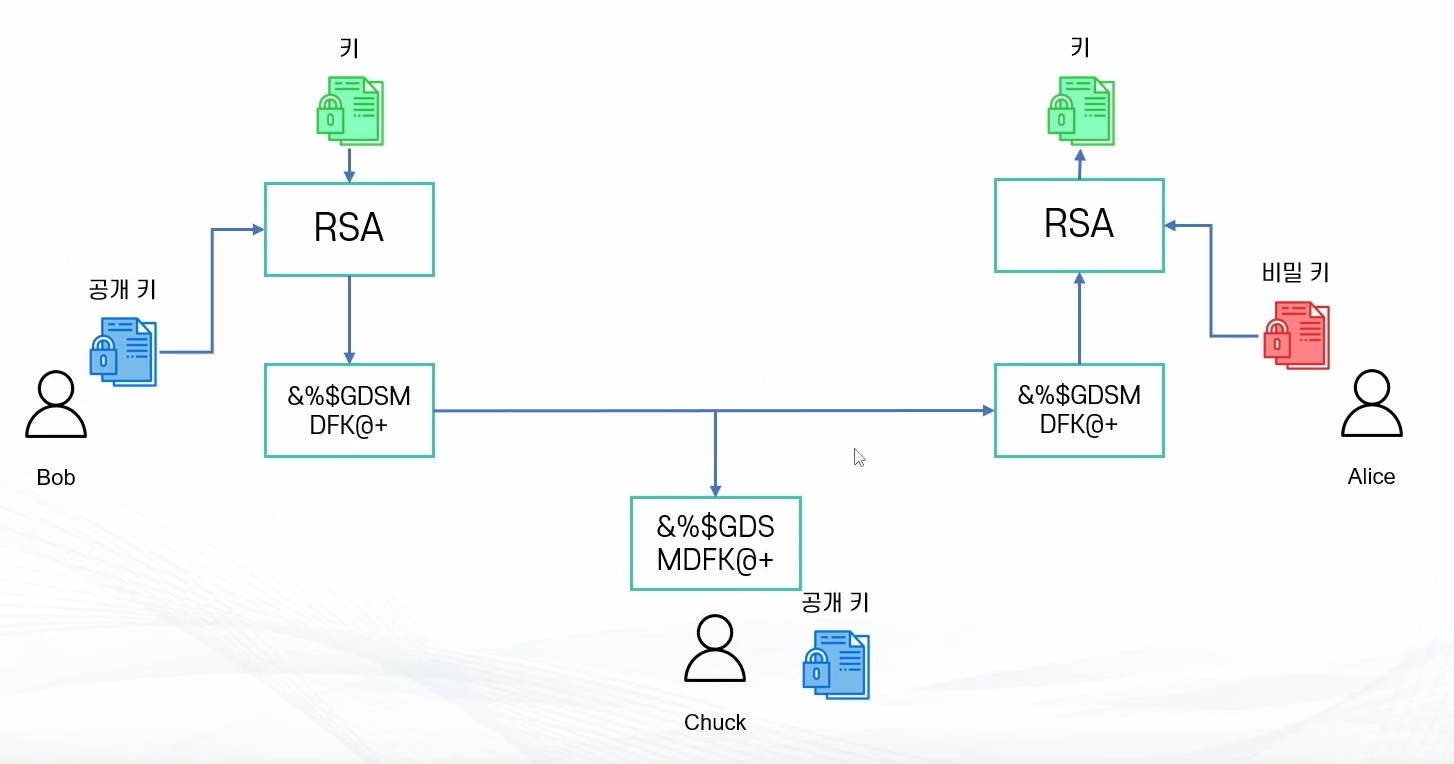 키
키
RSA
RSA
공개 키
비밀 키
&%$GDSM
DFK@+
&%$GDSM
DFK@+
Bob
Alice
&%$GDS
MDFK@+
공개 키
Chuck